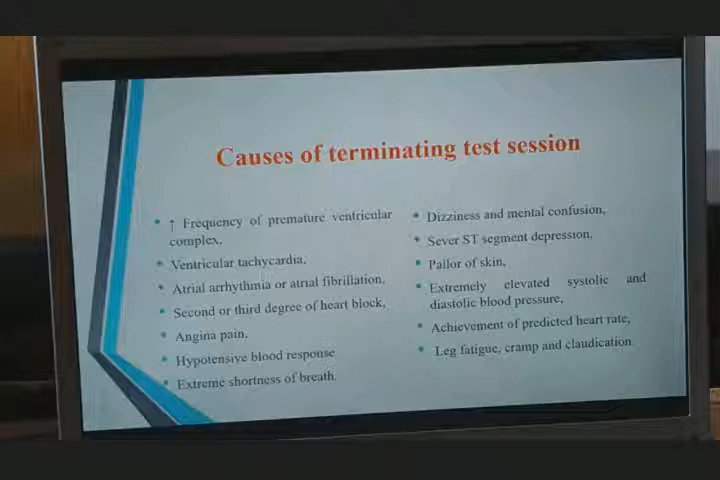 Causes of terminating test session
• ↑ Frequency of premature ventricular
complex,
• Ventricular tachycardia,
• Atrial arrhythmia or atrial fibrillation,
• Second or third degree of heart block,
• Angina pain,
• Hypotensive blood response
• Extreme shortness of breath,
• Dizziness and mental confusion,
• Sever ST segment depression,
• Pallor of skin,
• Extremely elevated systolic and
diastolic blood pressure,
• Achievement of predicted heart rate,
• Leg fatigue, cramp and claudication